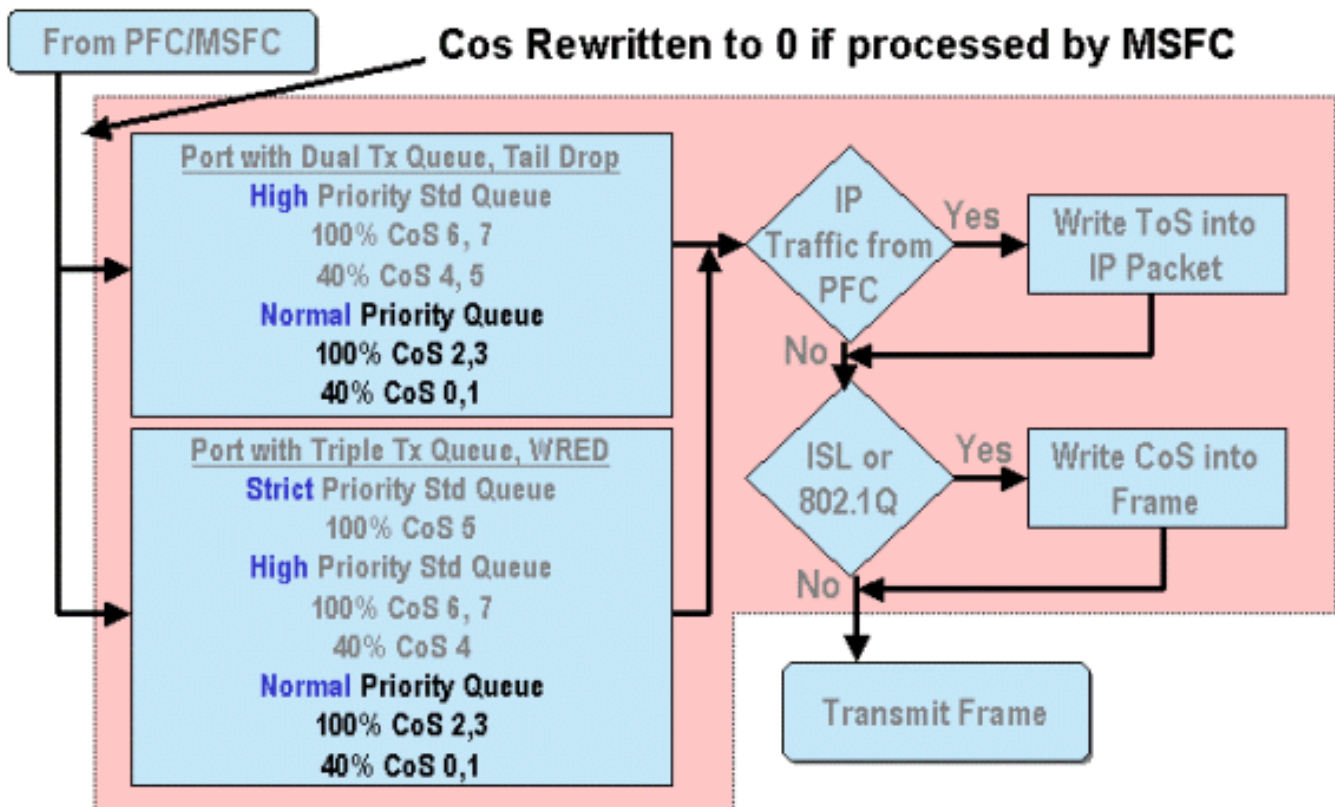 From PFC/MSFC
Cos Rewritten to 0 if processed by MSFC
Port with Dual Tx Queue, Tail Drop
High Priority Std Queue
100% CoS 6, 7
40% CoS 4, 5
Normal Priority Queue
100% CoS 2,3
40% CoS 0,1
Port with Triple Tx Queue, WRED
Strict Priority Std Queue
100% CoS 5
High Priority Std Queue
100% CoS 6, 7
40% CoS 4
Normal Priority Queue
100% CoS 2,3
40% CoS 0,1
IP
Traffic from
PFC
Yes
Write ToS into
IP Packet
No
ISL or
802.1Q
Yes
Write CoS into
Frame
No
Transmit Frame